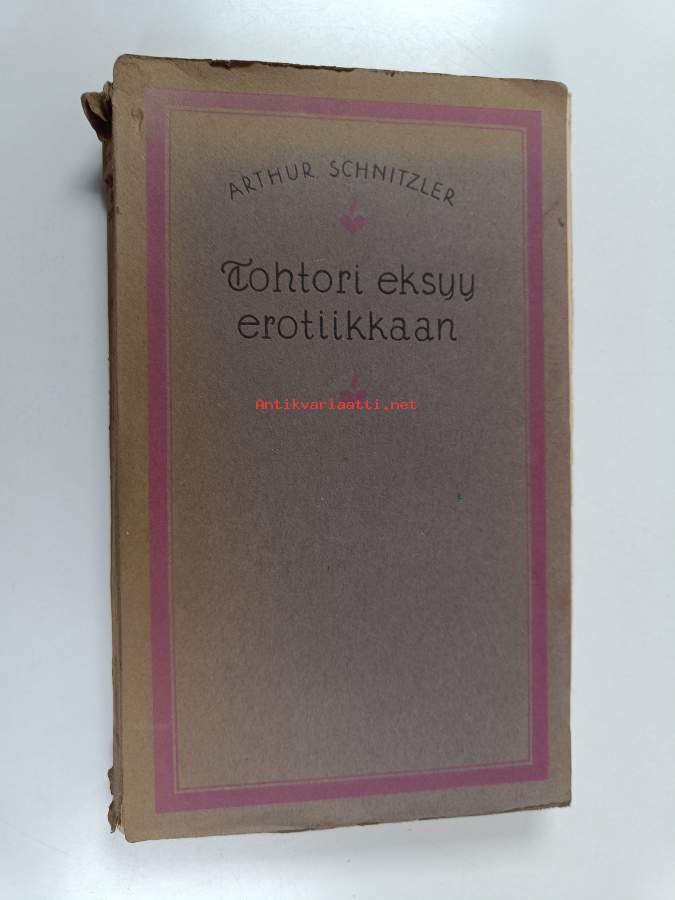 ARTHUR SCHNITZLER
Tohtori eksyy
erotiikkaan
Antikvariaatti.net